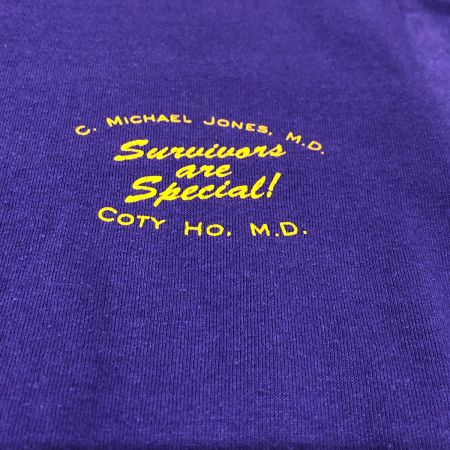 C. MICHAEL JONES, M.D.
Survivors
are
Special!
COTY HO, M.D.